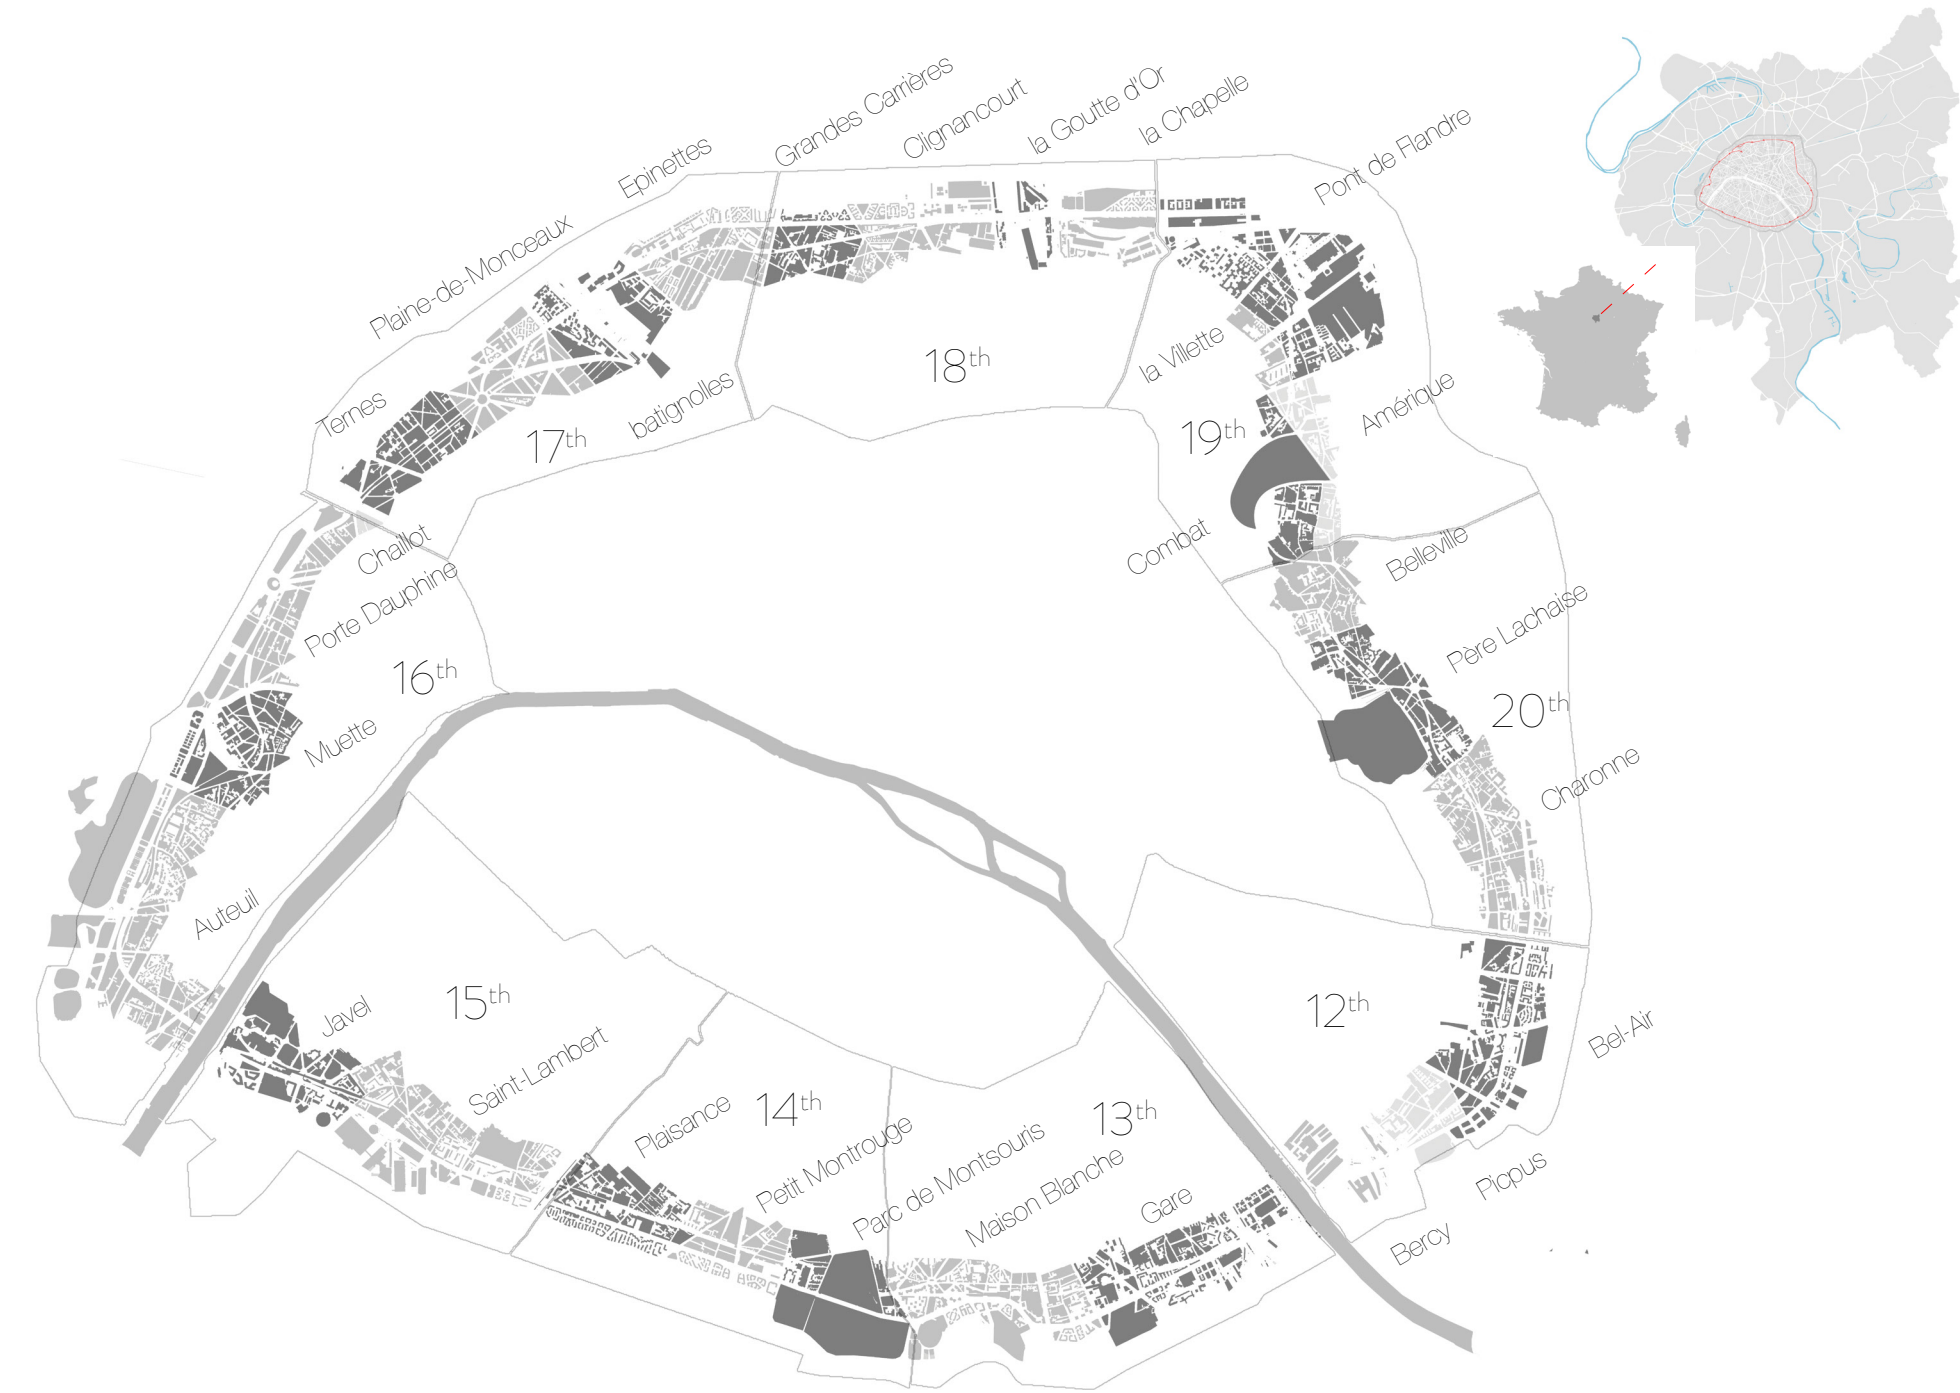 Grandes Carrières
Clignancourt
la Goutte d'Or
la Chapelle
Epinettes
Pont de Flandre
Plaine-de-Monceaux
18th
la Villette
Ternes
batignolles
17th
19th
Amérique
Chaillot
Combat
Belleville
Porte Dauphine
Père Lachaise
16th
20th
Muette
Charonne
Auteuil
15th
Javel
12th
Bel-Air
Saint-Lambert
14th
13th
Plaisance
Petit Montrouge
Parc de Montsouris
Maison Blanche
Gare
Picpus
Bercy